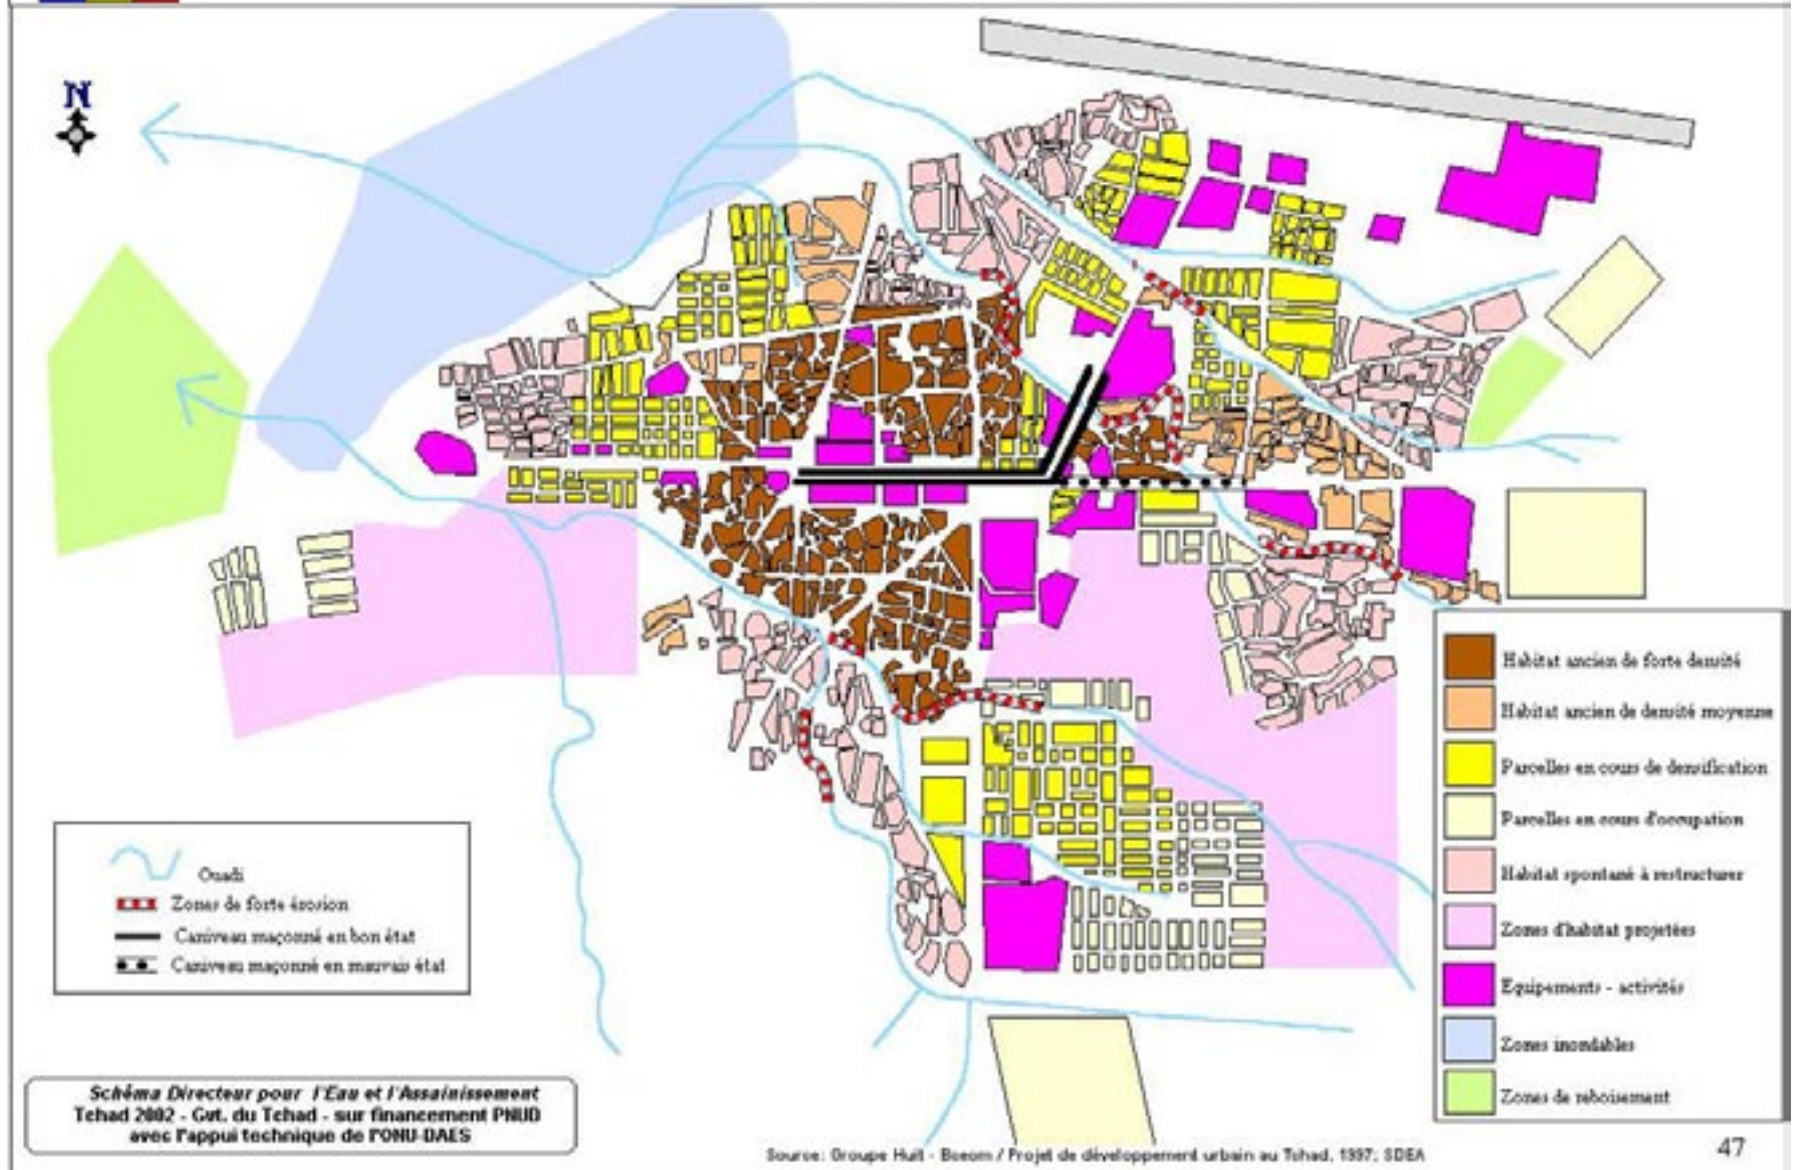 N
Habitat ancien de forte densité
Habitat ancien de densité moyenne
Parcelles en cours de densification
Parcelles en cours d'occupation
Habitat spontané à restructurer
Zones d'habitat projetées
Equipements - activités
Zones inondables
Zones de reboisement
Ouadi
Zones de forte érosion
Caniveau maçonné en bon état
Caniveau maçonné en mauvais état
Schéma Directeur pour l'Eau et l'Assainissement
Tchad 2002 - Gvt. du Tchad - sur financement PNUD
avec l'appui technique de l'ONU-DAES
Source: Groupe Huit - Bceom / Projet de développement urbain au Tchad, 1997; SDEA
47